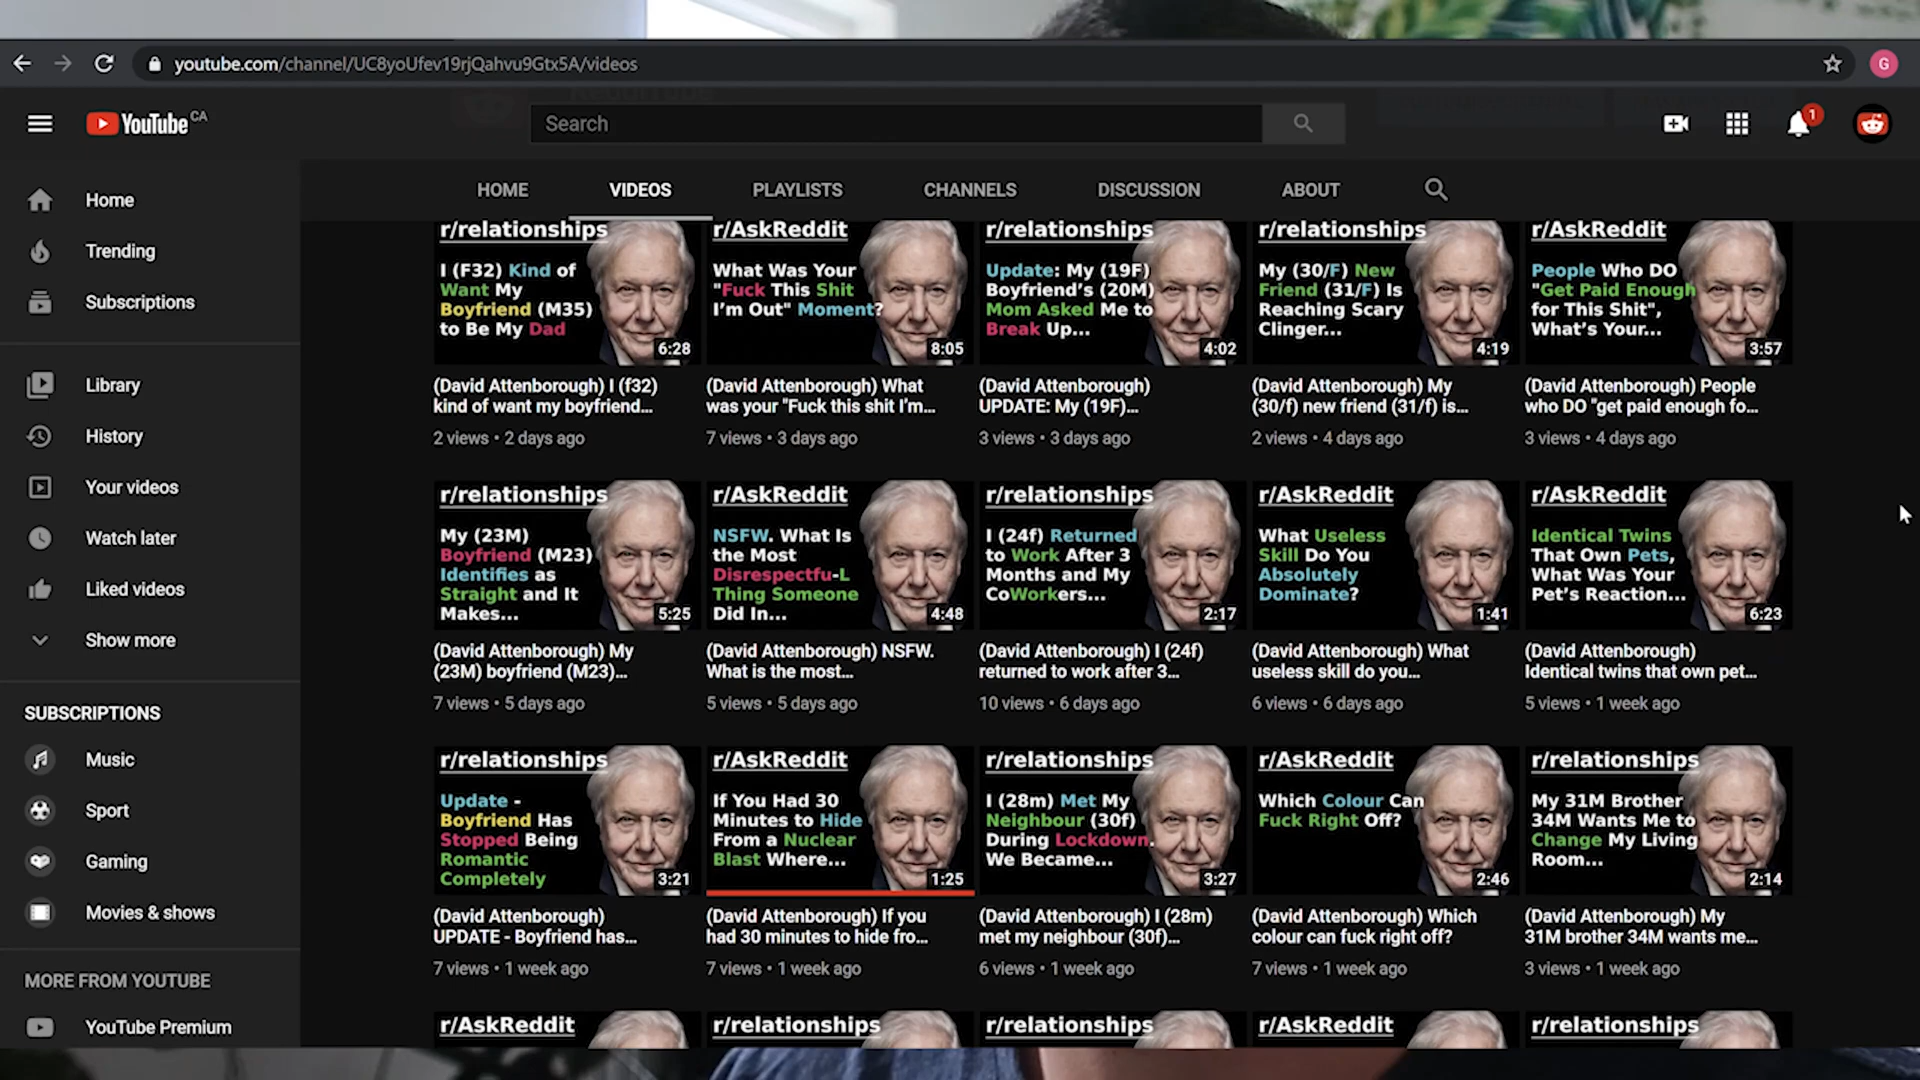 youtube.com/channel/UC8yoUfev19rjQahvu9Gtx5A/videos
G
YouTube CA
Search
1
HOME
VIDEOS
PLAYLISTS
CHANNELS
DISCUSSION
ABOUT
Home
Trending
Subscriptions
Library
History
Your videos
Watch later
Liked videos
Show more
SUBSCRIPTIONS
Music
Sport
Gaming
Movies & shows
MORE FROM YOUTUBE
YouTube Premium
r/relationships
I (F32) Kind of
Want My
Boyfriend (M35)
to Be My Dad
6:28
(David Attenborough) I (f32)
kind of want my boyfriend...
2 views • 2 days ago
r/AskReddit
What Was Your
"Fuck This Shit
I'm Out" Moment?
8:05
(David Attenborough) What
was your "Fuck this shit I'm...
7 views • 3 days ago
r/relationships
Update: My (19F)
Boyfriend's (20M)
Mom Asked Me to
Break Up...
4:02
(David Attenborough)
UPDATE: My (19F)...
3 views • 3 days ago
r/relationships
My (30/F) New
Friend (31/F) Is
Reaching Scary
Clinger...
4:19
(David Attenborough) My
(30/f) new friend (31/f) is...
2 views • 4 days ago
r/AskReddit
People Who DO
"Get Paid Enough
for This Shit",
What's Your...
3:57
(David Attenborough) People
who DO "get paid enough fo...
3 views • 4 days ago
r/relationships
My (23M)
Boyfriend (M23)
Identifies as
Straight and It
Makes...
5:25
(David Attenborough) My
(23M) boyfriend (M23)...
7 views • 5 days ago
r/AskReddit
NSFW. What Is
the Most
Disrespectfu-L
Thing Someone
Did In...
4:48
(David Attenborough) NSFW.
What is the most...
5 views • 5 days ago
r/relationships
I (24f) Returned
to Work After 3
Months and My
CoWorkers...
2:17
(David Attenborough) I (24f)
returned to work after 3...
10 views • 6 days ago
r/AskReddit
What Useless
Skill Do You
Absolutely
Dominate?
1:41
(David Attenborough) What
useless skill do you...
6 views • 6 days ago
r/AskReddit
Identical Twins
That Own Pets,
What Was Your
Pet's Reaction...
6:23
(David Attenborough)
Identical twins that own pet...
5 views • 1 week ago
r/relationships
Update -
Boyfriend Has
Stopped Being
Romantic
Completely
3:21
(David Attenborough)
UPDATE - Boyfriend has...
7 views • 1 week ago
r/AskReddit
If You Had 30
Minutes to Hide
From a Nuclear
Blast Where...
1:25
(David Attenborough) If you
had 30 minutes to hide fro...
7 views • 1 week ago
r/relationships
I (28m) Met My
Neighbour (30f)
During Lockdown.
We Became...
3:27
(David Attenborough) I (28m)
met my neighbour (30f)...
6 views • 1 week ago
r/AskReddit
Which Colour Can
Fuck Right Off?
2:46
(David Attenborough) Which
colour can fuck right off?
7 views • 1 week ago
r/relationships
My 31M Brother
34M Wants Me to
Change My Living
Room...
2:14
(David Attenborough) My
31M brother 34M wants me...
3 views • 1 week ago
r/AskReddit
r/relationships
r/relationships
r/AskReddit
r/relationships